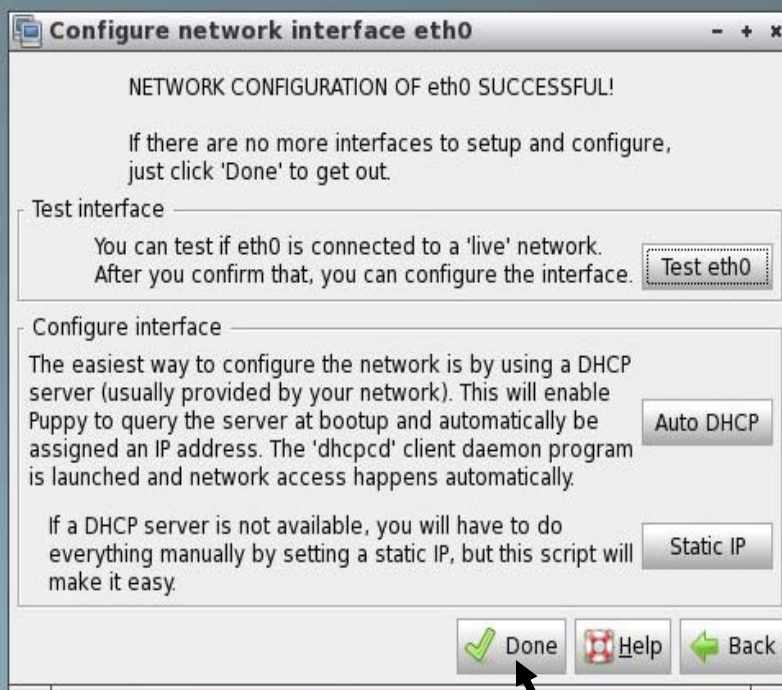 Configure network interface eth0
NETWORK CONFIGURATION OF eth0 SUCCESSFUL!
If there are no more interfaces to setup and configure,
just click 'Done' to get out.
Test interface
You can test if eth0 is connected to a 'live' network.
After you confirm that, you can configure the interface.
Test eth0
Configure interface
The easiest way to configure the network is by using a DHCP
server (usually provided by your network). This will enable
Puppy to query the server at bootup and automatically be
assigned an IP address. The 'dhcpcd' client daemon program
is launched and network access happens automatically.
Auto DHCP
If a DHCP server is not available, you will have to do
everything manually by setting a static IP, but this script will
make it easy.
Static IP
Done
Help
Back